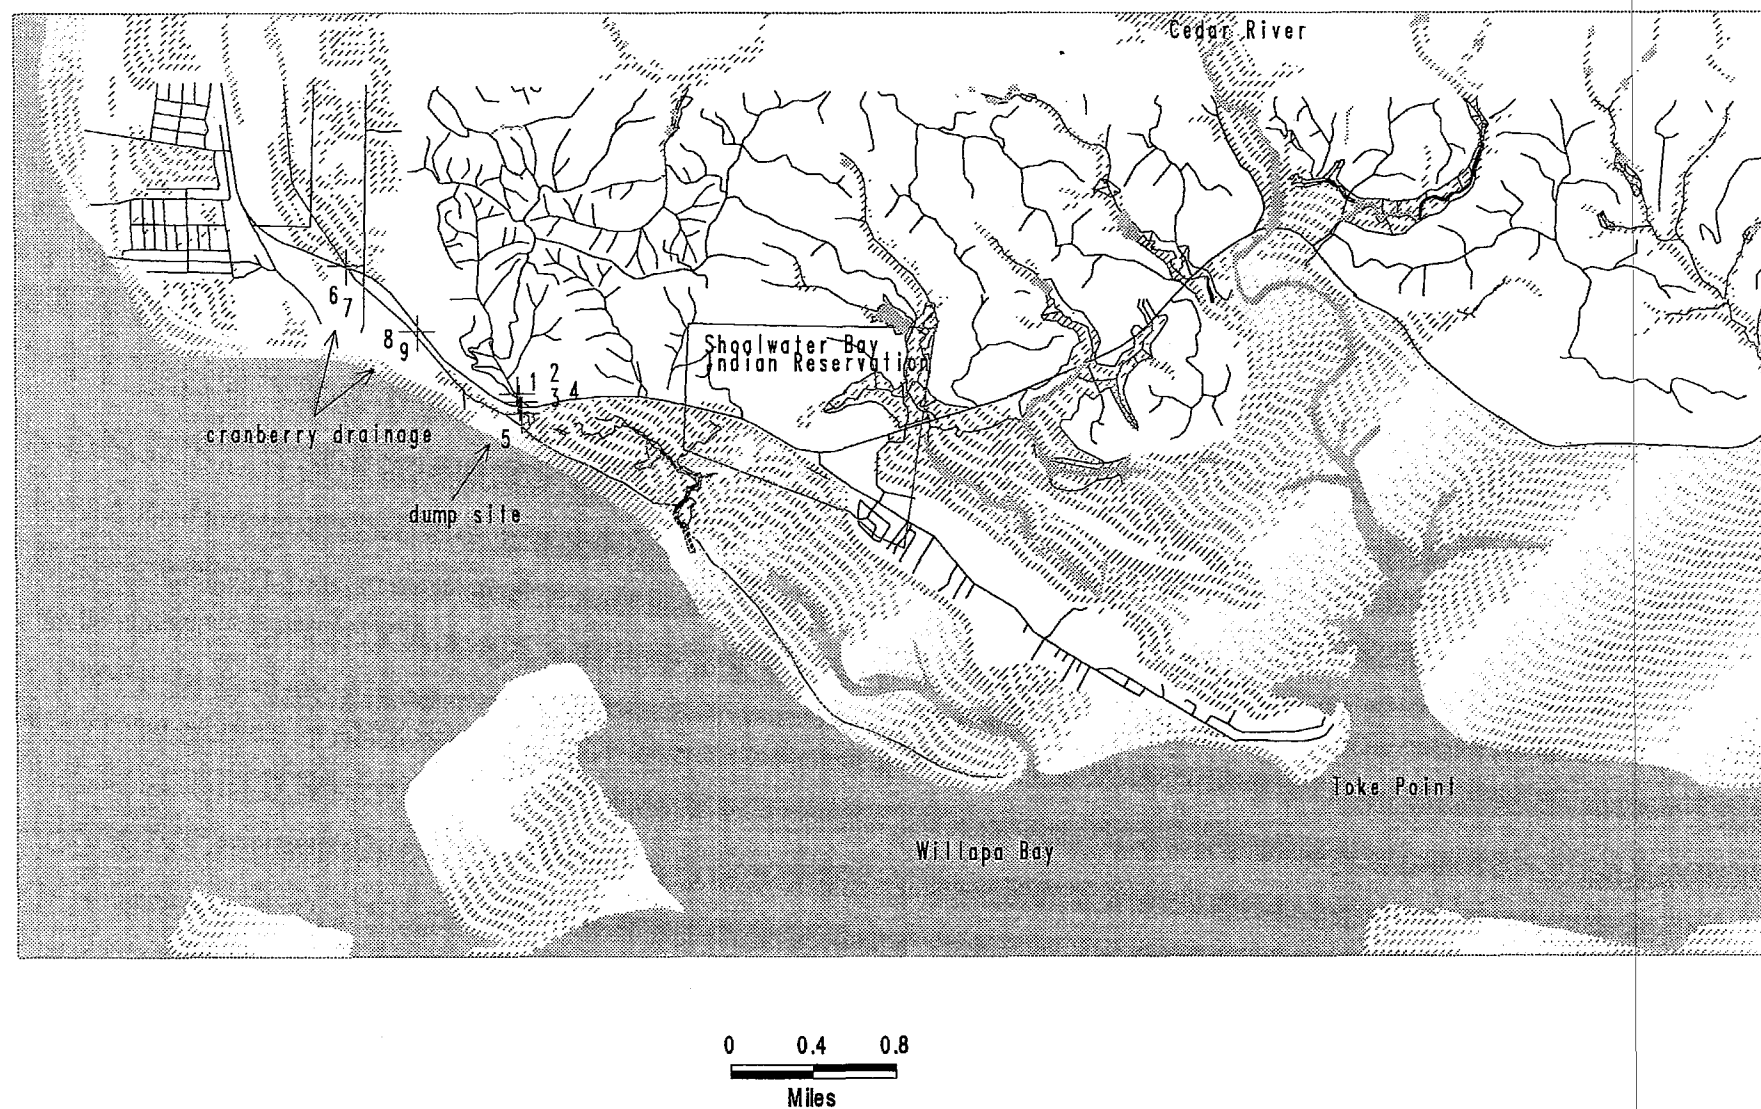 Cedar River
6
7
8
9
Shoalwater Bay
Indian Reservation
1 2
3 4
5
cranberry drainage
dump site
Toke Point
Willapa Bay
0 0.4 0.8
Miles